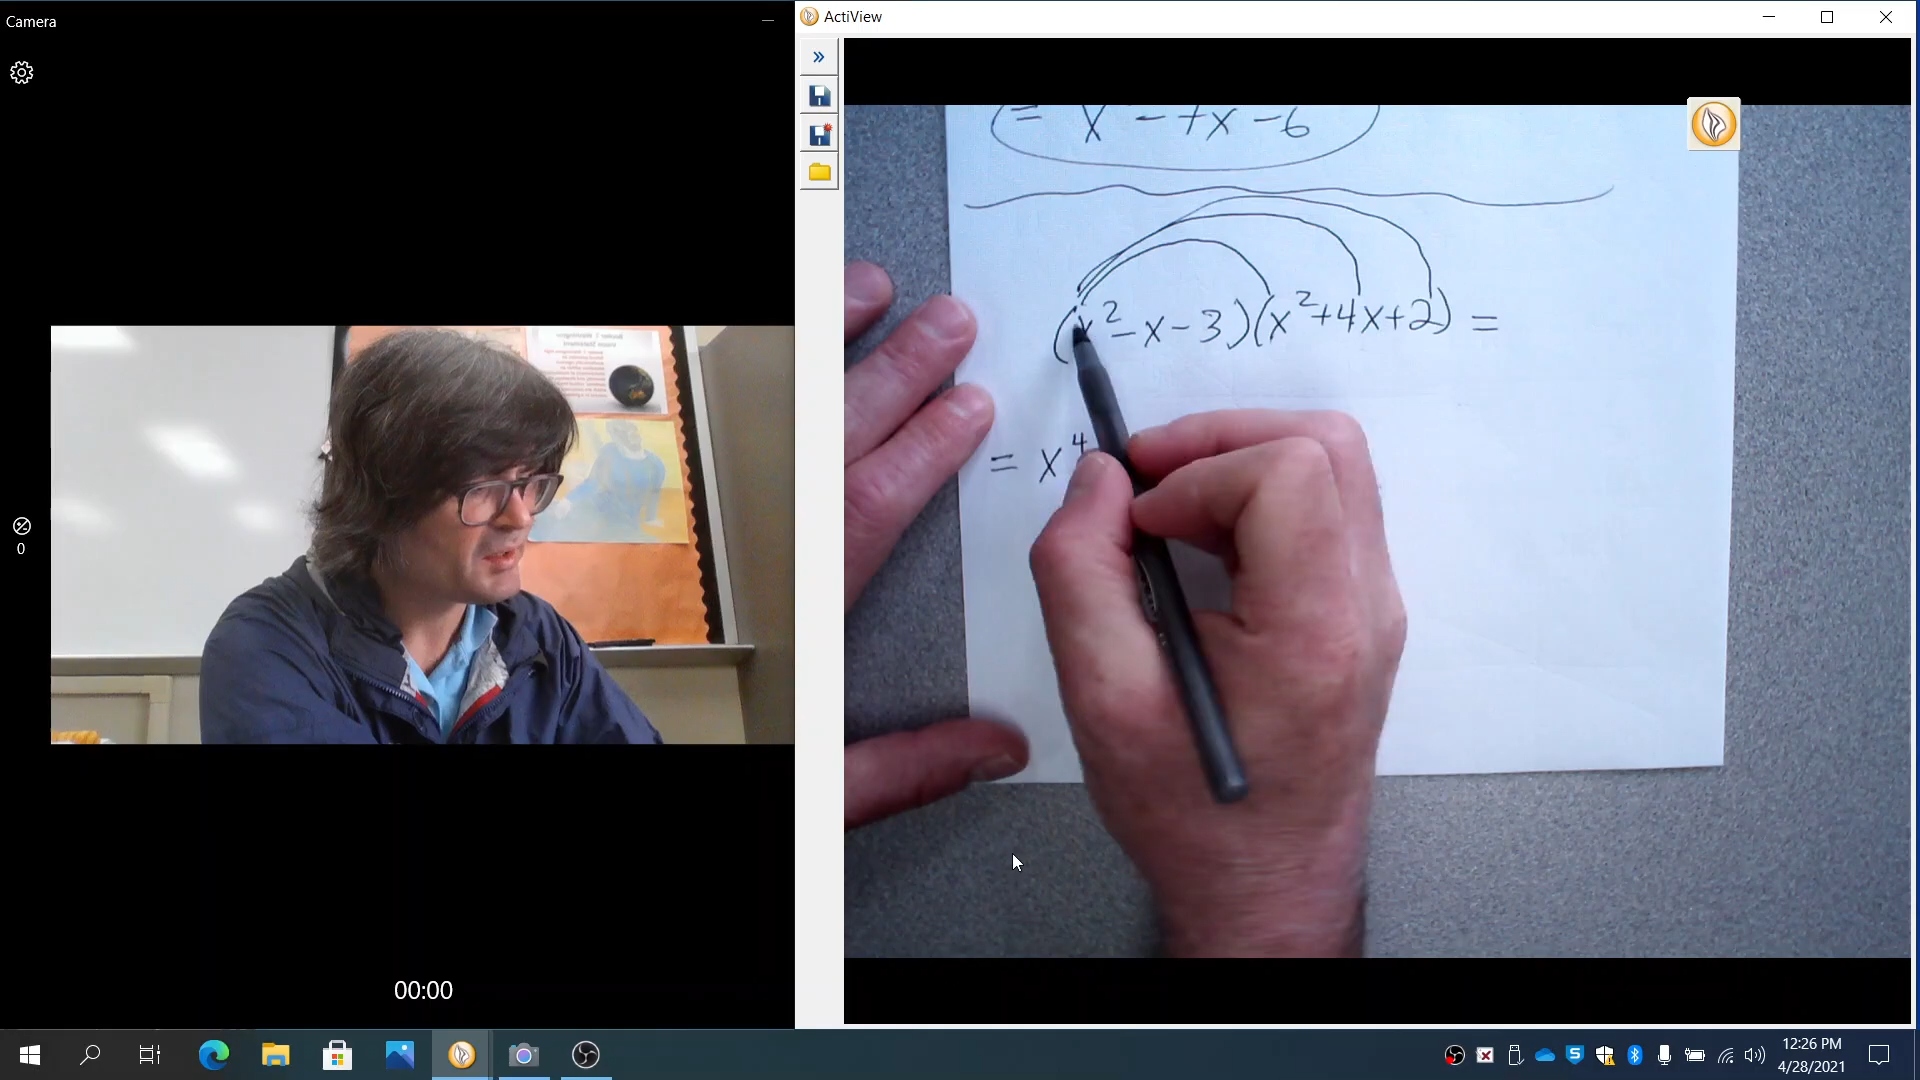 Camera
ActiView
= x - 7x - 6
(x² - x - 3)(x² + 4x + 2) =
= x⁴
0
00:00
12:26 PM
4/28/2021